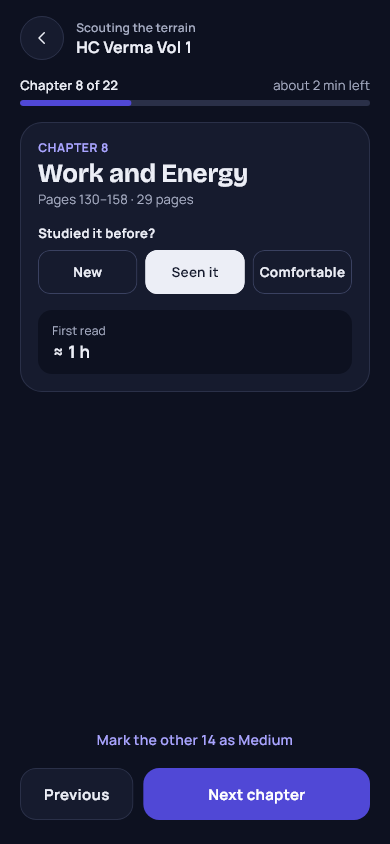 Scouting the terrain
HC Verma Vol 1
Chapter 8 of 22
about 2 min left
CHAPTER 8
Work and Energy
Pages 130–158 · 29 pages
Studied it before?
New
Seen it
Comfortable
First read
≈ 1 h
Mark the other 14 as Medium
Previous
Next chapter